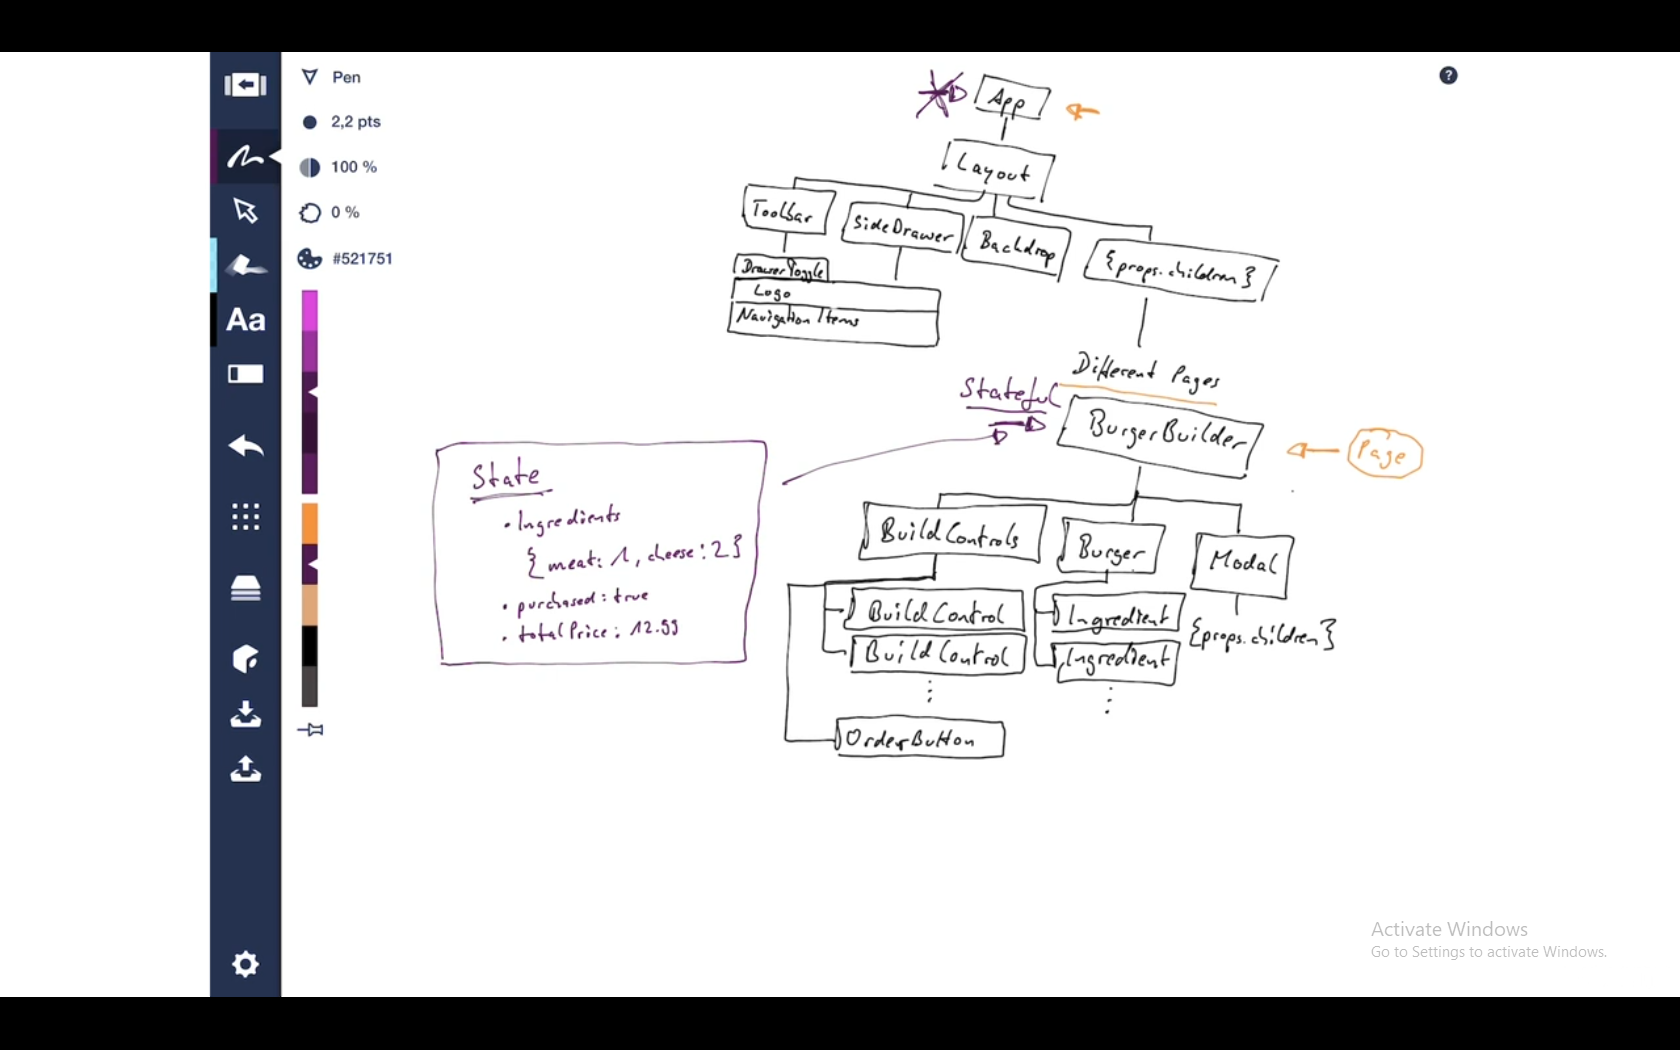 Pen
2,2 pts
100 %
0 %
#521751
Aa
?
App
Layout
Toolbar
SideDrawer
Backdrop
{props.children}
DrawerToggle
Logo
Navigation Items
Different Pages
Stateful
BurgerBuilder
Page
State
• Ingredients
{meat: 1, cheese: 2}
• purchased: true
• totalPrice: 12.99
BuildControls
Burger
Modal
BuildControl
Ingredient
{props.children}
BuildControl
Ingredient
OrderButton
Activate Windows
Go to Settings to activate Windows.